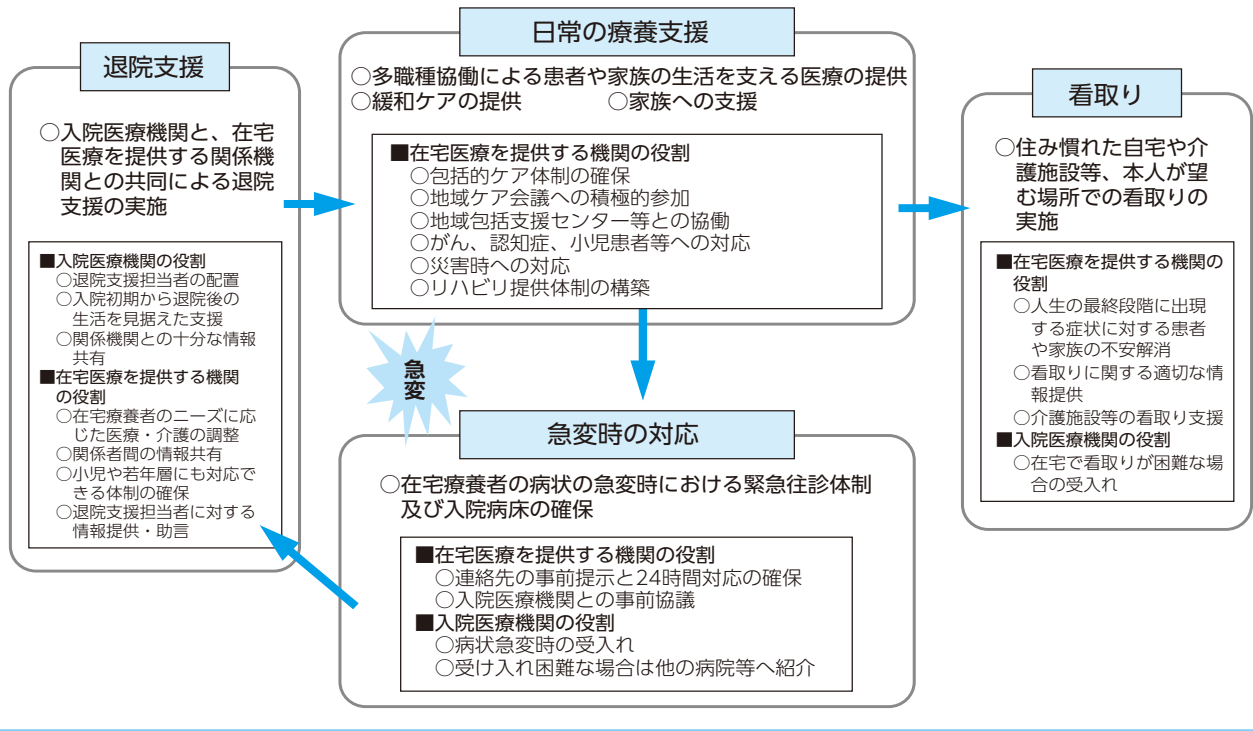 退院支援
○入院医療機関と、在宅
医療を提供する関係機
関との共同による退院
支援の実施
■入院医療機関の役割
○退院支援担当者の配置
○入院初期から退院後の
生活を見据えた支援
○関係機関との十分な情報
共有
■在宅医療を提供する機関
の役割
○在宅療養者のニーズに応
じた医療・介護の調整
○関係者間の情報共有
○小児や若年層にも対応で
きる体制の確保
○退院支援担当者に対する
情報提供・助言
日常の療養支援
○多職種協働による患者や家族の生活を支える医療の提供
○緩和ケアの提供 ○家族への支援
■在宅医療を提供する機関の役割
○包括的ケア体制の確保
○地域ケア会議への積極的参加
○地域包括支援センター等との協働
○がん、認知症、小児患者等への対応
○災害時への対応
○リハビリ提供体制の構築
急変
急変時の対応
○在宅療養者の病状の急変時における緊急往診体制
及び入院病床の確保
■在宅医療を提供する機関の役割
○連絡先の事前提示と24時間対応の確保
○入院医療機関との事前協議
■入院医療機関の役割
○病状急変時の受入れ
○受け入れ困難な場合は他の病院等へ紹介
看取り
○住み慣れた自宅や介
護施設等、本人が望
む場所での看取りの
実施
■在宅医療を提供する機関の
役割
○人生の最終段階に出現
する症状に対する患者
や家族の不安解消
○看取りに関する適切な情
報提供
○介護施設等の看取り支援
■入院医療機関の役割
○在宅で看取りが困難な場
合の受入れ